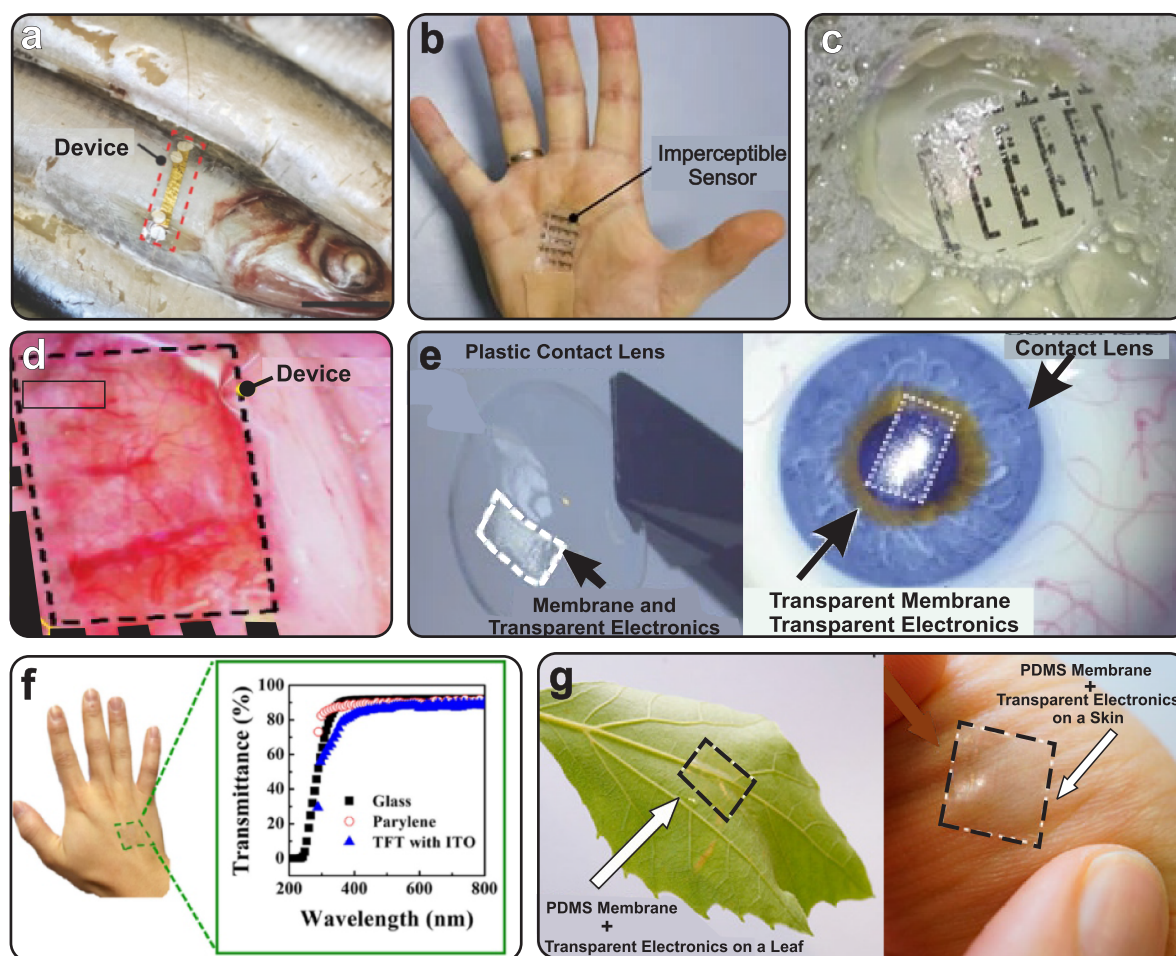 a
Device
b
Imperceptible
Sensor
c
d
Device
e
Plastic Contact Lens
Membrane and
Transparent Electronics
Contact Lens
Transparent Membrane
Transparent Electronics
f
Transmittance (%)
100
80
60
40
20
0
Glass
Parylene
TFT with ITO
200
400
600
800
Wavelength (nm)
g
PDMS Membrane
+
Transparent Electronics on a Leaf
PDMS Membrane
+
Transparent Electronics
on a Skin